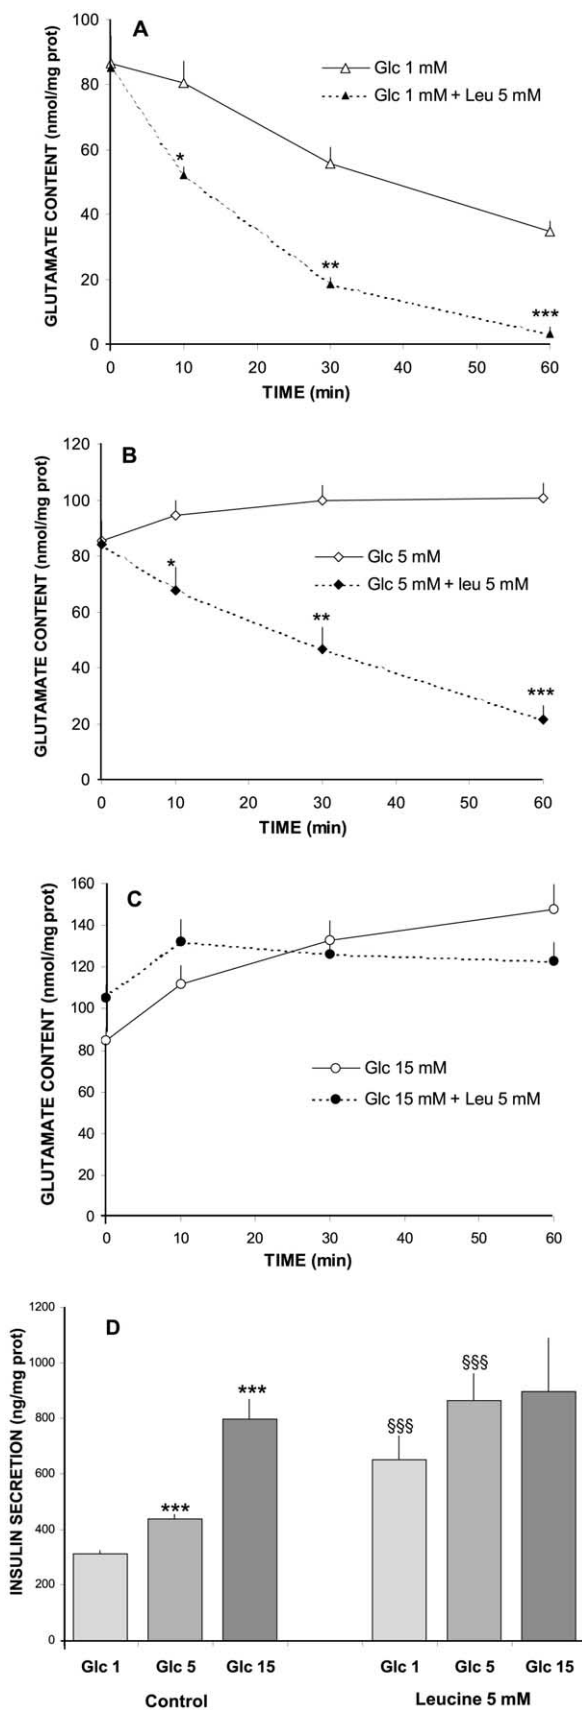 A
GLUTAMATE CONTENT (nmol/mg prot)
100
80
60
40
20
0
Glc 1 mM
Glc 1 mM + Leu 5 mM
*
**
***
0 10 20 30 40 50 60
TIME (min)
B
GLUTAMATE CONTENT (nmol/mg prot)
120
100
80
60
40
20
0
Glc 5 mM
Glc 5 mM + leu 5 mM
*
**
***
0 10 20 30 40 50 60
TIME (min)
C
GLUTAMATE CONTENT (nmol/mg prot)
160
140
120
100
80
60
40
20
0
Glc 15 mM
Glc 15 mM + Leu 5 mM
0 10 20 30 40 50 60
TIME (min)
D
INSULIN SECRETION (ng/mg prot)
1200
1000
800
600
400
200
0
***
***
§§§
§§§
Glc 1 Glc 5 Glc 15 Glc 1 Glc 5 Glc 15
Control Leucine 5 mM